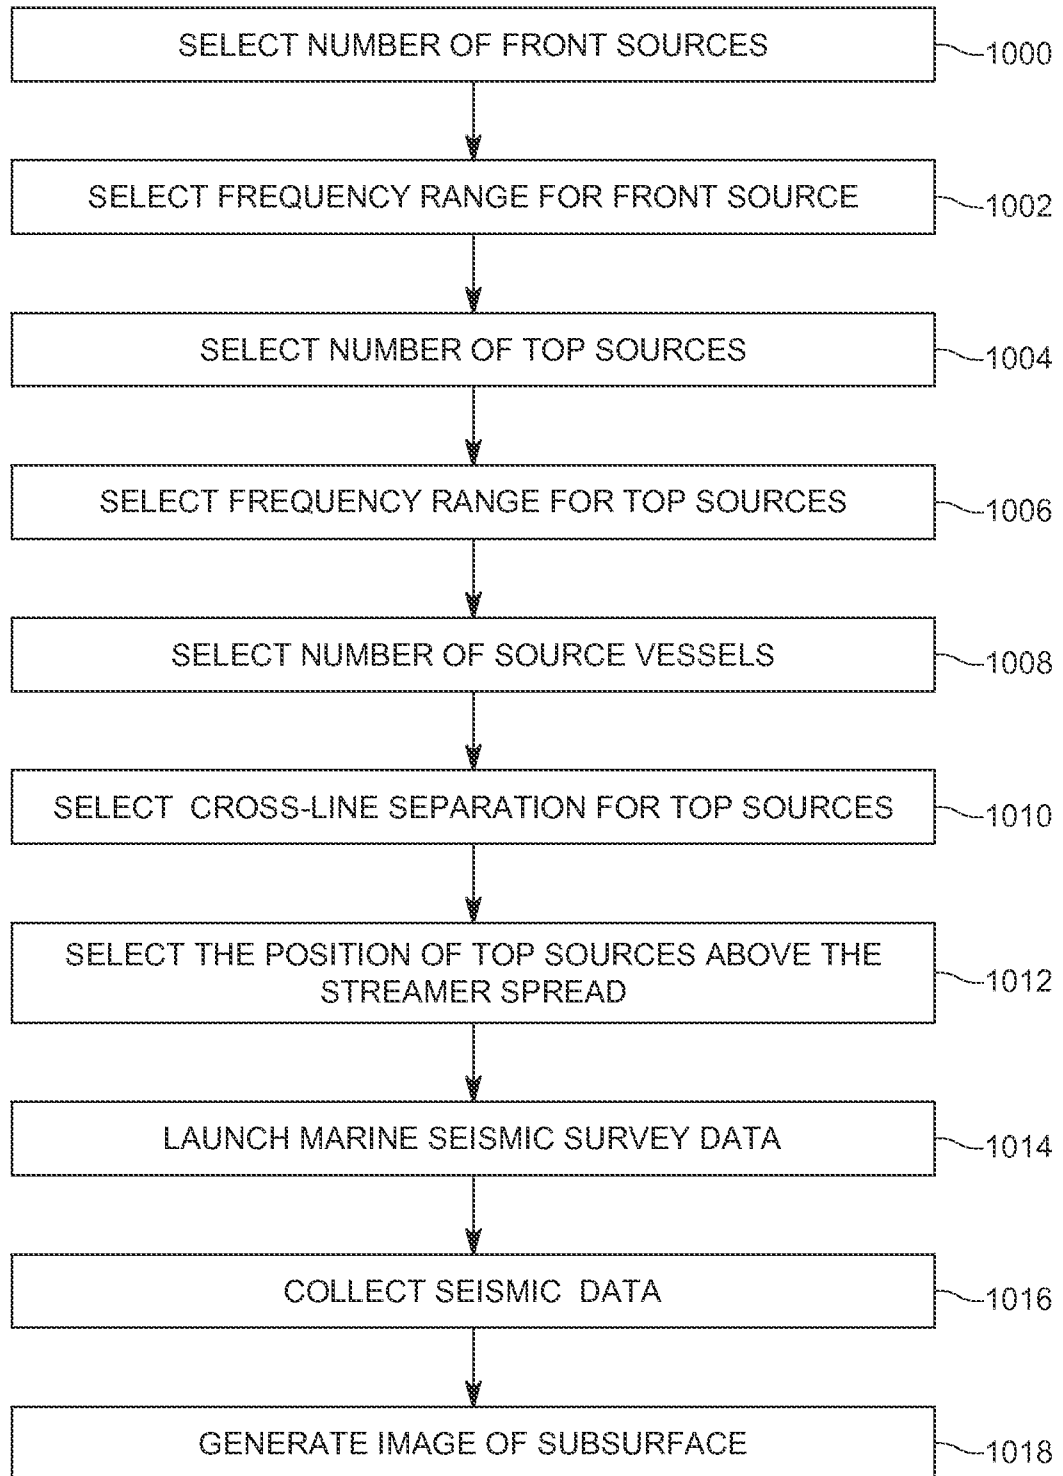 SELECT NUMBER OF FRONT SOURCES
1000
SELECT FREQUENCY RANGE FOR FRONT SOURCE
1002
SELECT NUMBER OF TOP SOURCES
1004
SELECT FREQUENCY RANGE FOR TOP SOURCES
1006
SELECT NUMBER OF SOURCE VESSELS
1008
SELECT CROSS-LINE SEPARATION FOR TOP SOURCES
1010
SELECT THE POSITION OF TOP SOURCES ABOVE THE
STREAMER SPREAD
1012
LAUNCH MARINE SEISMIC SURVEY DATA
1014
COLLECT SEISMIC DATA
1016
GENERATE IMAGE OF SUBSURFACE
1018